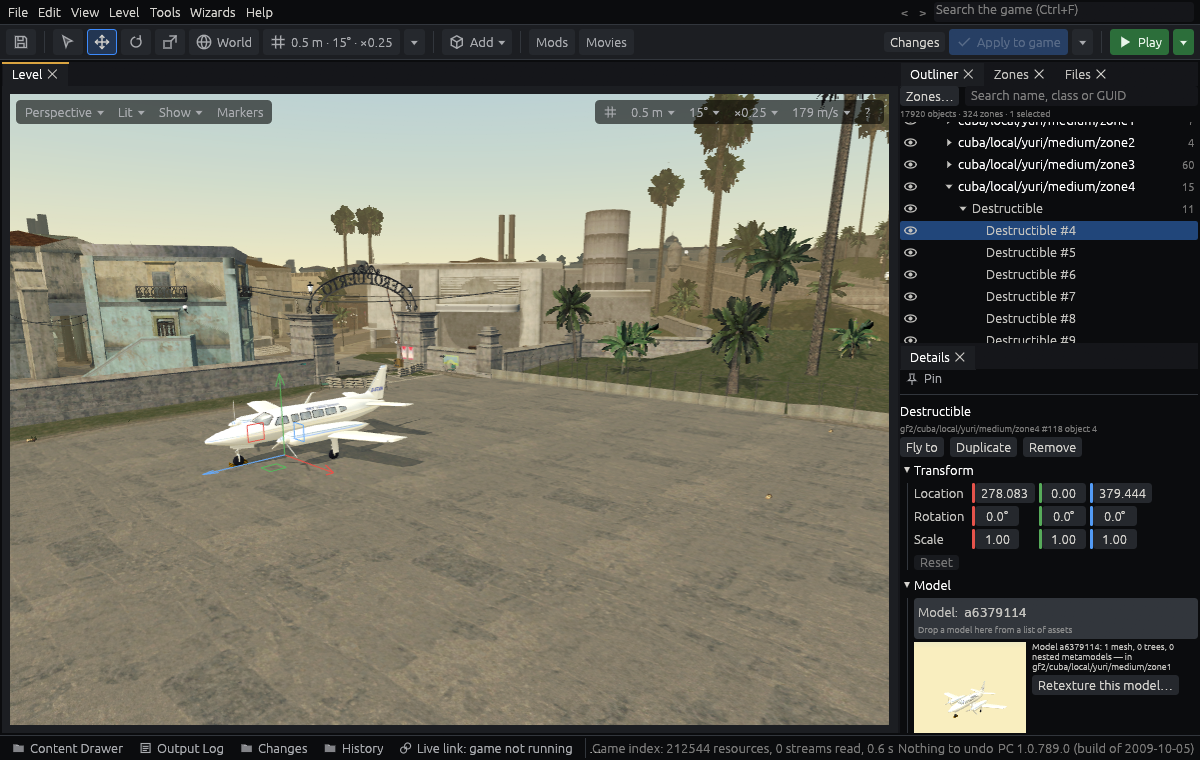 File Edit View Level Tools Wizards Help
< > Search the game (Ctrl+F)
World 0.5 m · 15° · ×0.25 Add Mods Movies Changes Apply to game Play
Level
Outliner Zones Files
Perspective Lit Show Markers 0.5 m 15° ×0.25 179 m/s ?
Zones... Search name, class or GUID
17920 objects · 324 zones · 1 selected
cuba/local/yuri/medium/zone1
cuba/local/yuri/medium/zone2 4
cuba/local/yuri/medium/zone3 60
cuba/local/yuri/medium/zone4 15
Destructible 11
Destructible #4
Destructible #5
Destructible #6
Destructible #7
Destructible #8
Destructible #9
Details
Pin
Destructible
gf2/cuba/local/yuri/medium/zone4 #118 object 4
Fly to Duplicate Remove
Transform
Location 278.083 0.00 379.444
Rotation 0.0° 0.0° 0.0°
Scale 1.00 1.00 1.00
Reset
Model
Model: a6379114
Drop a model here from a list of assets
Model a6379114: 1 mesh, 0 trees, 0
nested metamodels — in
gf2/cuba/local/yuri/medium/zone1
Retexture this model...
Content Drawer Output Log Changes History Live link: game not running .Game index: 212544 resources, 0 streams read, 0.6 s Nothing to undo PC 1.0.789.0 (build of 2009-10-05)